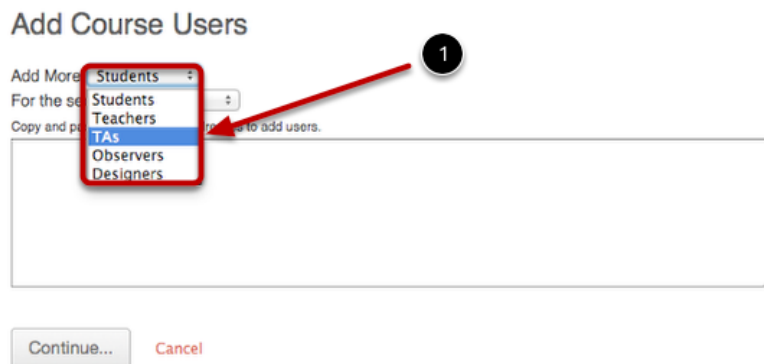 Add Course Users
1
Add More Students
For the se
Students
Teachers
Copy and pa es to add users.
TAs
Observers
Designers
Continue... Cancel